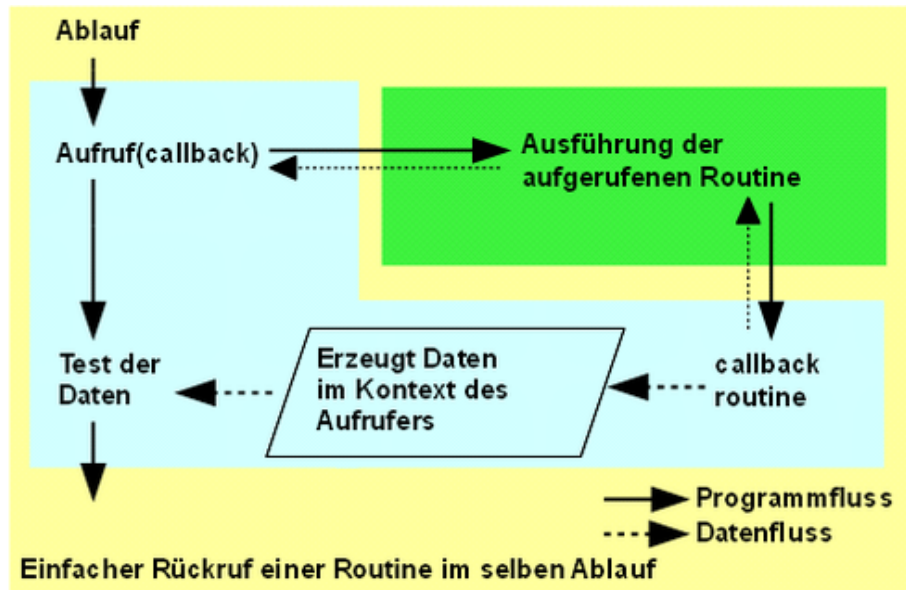 Ablauf
Aufruf(callback)
Ausführung der
aufgerufenen Routine
Test der
Daten
Erzeugt Daten
im Kontext des
Aufrufers
callback
routine
Programmfluss
Datenfluss
Einfacher Rückruf einer Routine im selben Ablauf